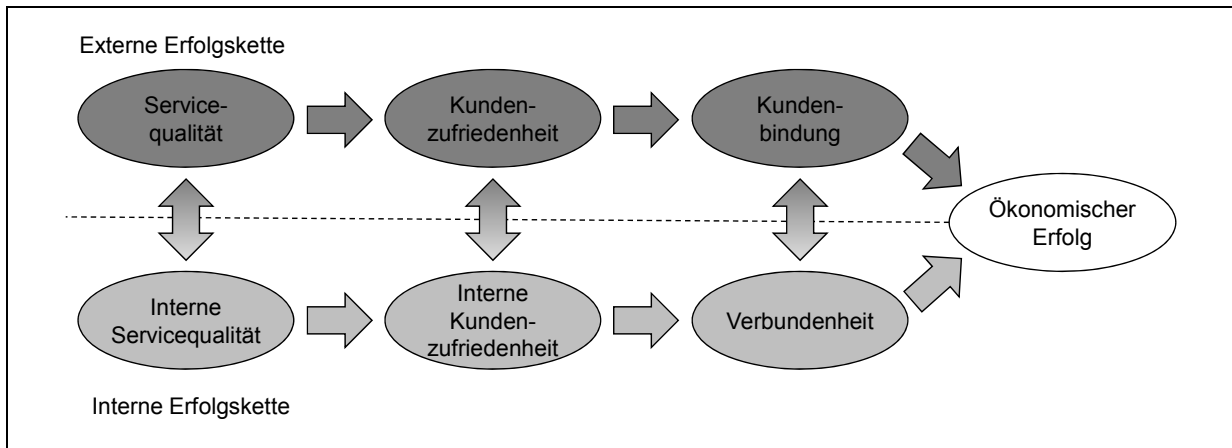 Externe Erfolgskette
Service-
qualität
Kunden-
zufriedenheit
Kunden-
bindung
Ökonomischer
Erfolg
Interne
Servicequalität
Interne
Kunden-
zufriedenheit
Verbundenheit
Interne Erfolgskette